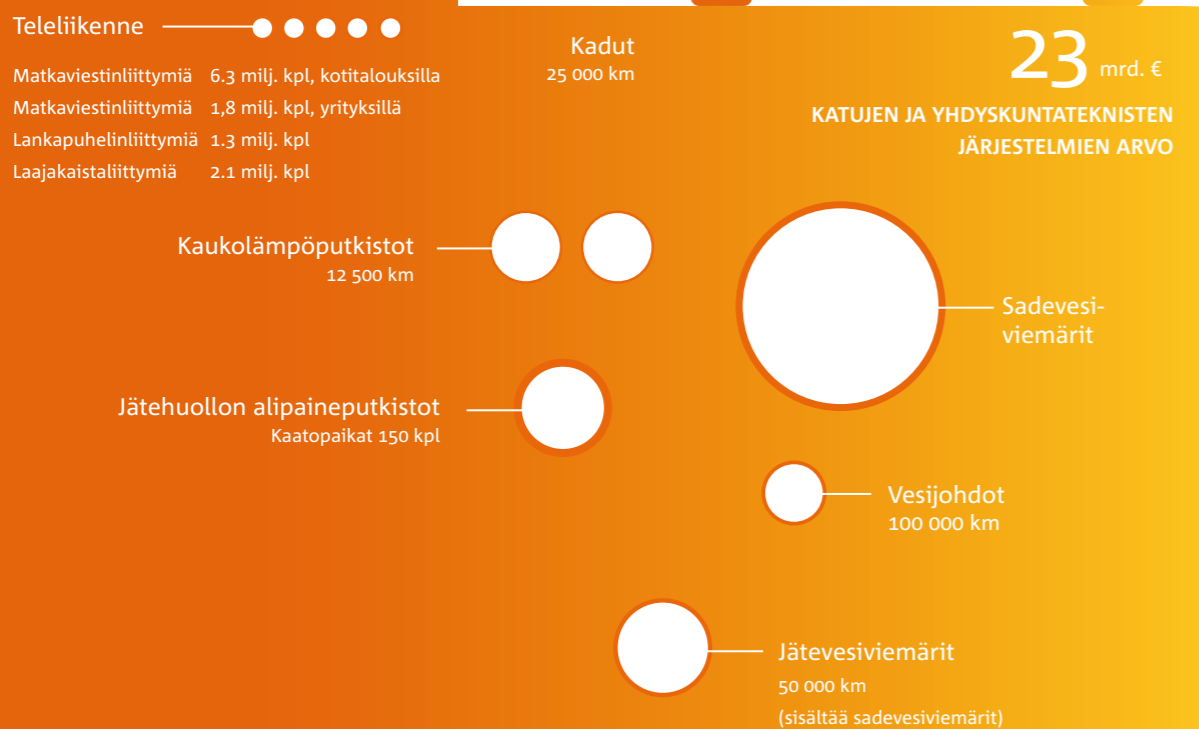 Teleliikenne
Matkaviestinliittymiä 6.3 milj. kpl, kotitalouksilla
Matkaviestinliittymiä 1,8 milj. kpl, yrityksillä
Lankapuhelinliittymiä 1.3 milj. kpl
Laajakaistaliittymiä 2.1 milj. kpl
Kadut
25 000 km
23 mrd. €
KATUJEN JA YHDYSKUNTATEKNISTEN
JÄRJESTELMIEN ARVO
Kaukolämpöputkistot
12 500 km
Sadevesi-
viemärit
Jätehuollon alipaineputkistot
Kaatopaikat 150 kpl
Vesijohdot
100 000 km
Jätevesiviemärit
50 000 km
(sisältää sadevesiviemärit)